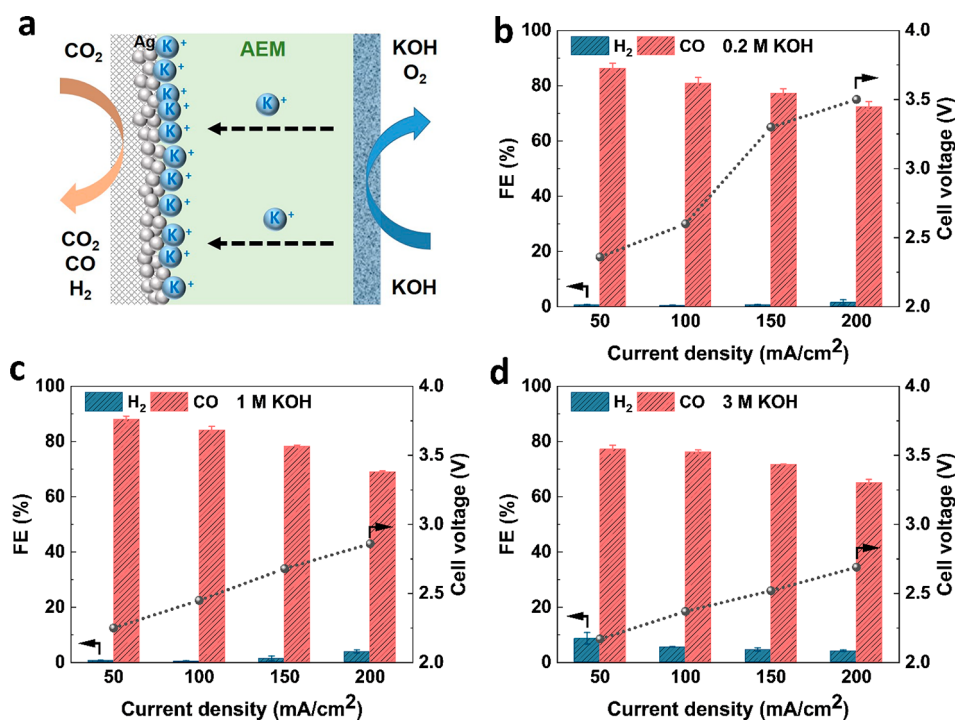 a
CO₂
Ag
AEM
KOH
O₂
K⁺
K⁺
K⁺
K⁺
K⁺
K⁺
K⁺
K⁺
K⁺
K⁺
K⁺
K⁺
K⁺
CO₂
CO
H₂
KOH
b
H₂ CO 0.2 M KOH
FE (%)
100
80
60
40
20
0
4.0
3.5
3.0
2.5
2.0
Cell voltage (V)
50 100 150 200
Current density (mA/cm²)
c
H₂ CO 1 M KOH
FE (%)
100
80
60
40
20
0
4.0
3.5
3.0
2.5
2.0
Cell voltage (V)
50 100 150 200
Current density (mA/cm²)
d
H₂ CO 3 M KOH
FE (%)
100
80
60
40
20
0
4.0
3.5
3.0
2.5
2.0
Cell voltage (V)
50 100 150 200
Current density (mA/cm²)